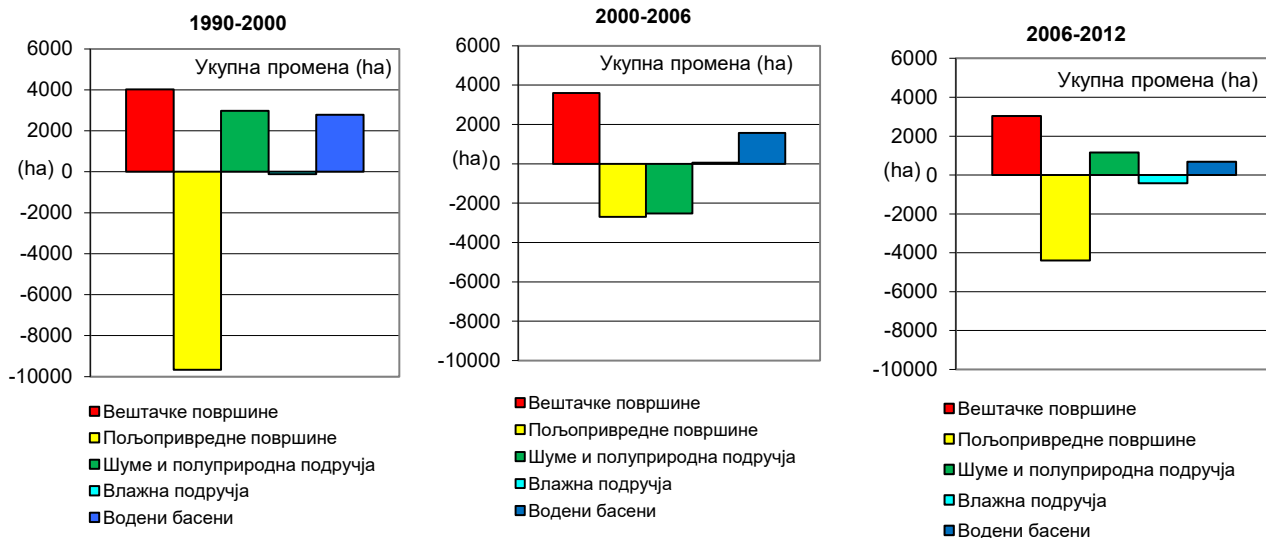 1990-2000
Укупна промена (ha)
6000
4000
2000
0
-2000
-4000
-6000
-8000
-10000
(ha)
Вештачке површине
Пољопривредне површине
Шуме и полуприродна подручја
Влажна подручја
Водени басени
2000-2006
Укупна промена (ha)
6000
4000
2000
0
-2000
-4000
-6000
-8000
-10000
(ha)
Вештачке површине
Пољопривредне површине
Шуме и полуприродна подручја
Влажна подручја
Водени басени
2006-2012
Укупна промена (ha)
6000
4000
2000
0
-2000
-4000
-6000
-8000
-10000
(ha)
Вештачке површине
Пољопривредне површине
Шуме и полуприродна подручја
Влажна подручја
Водени басени